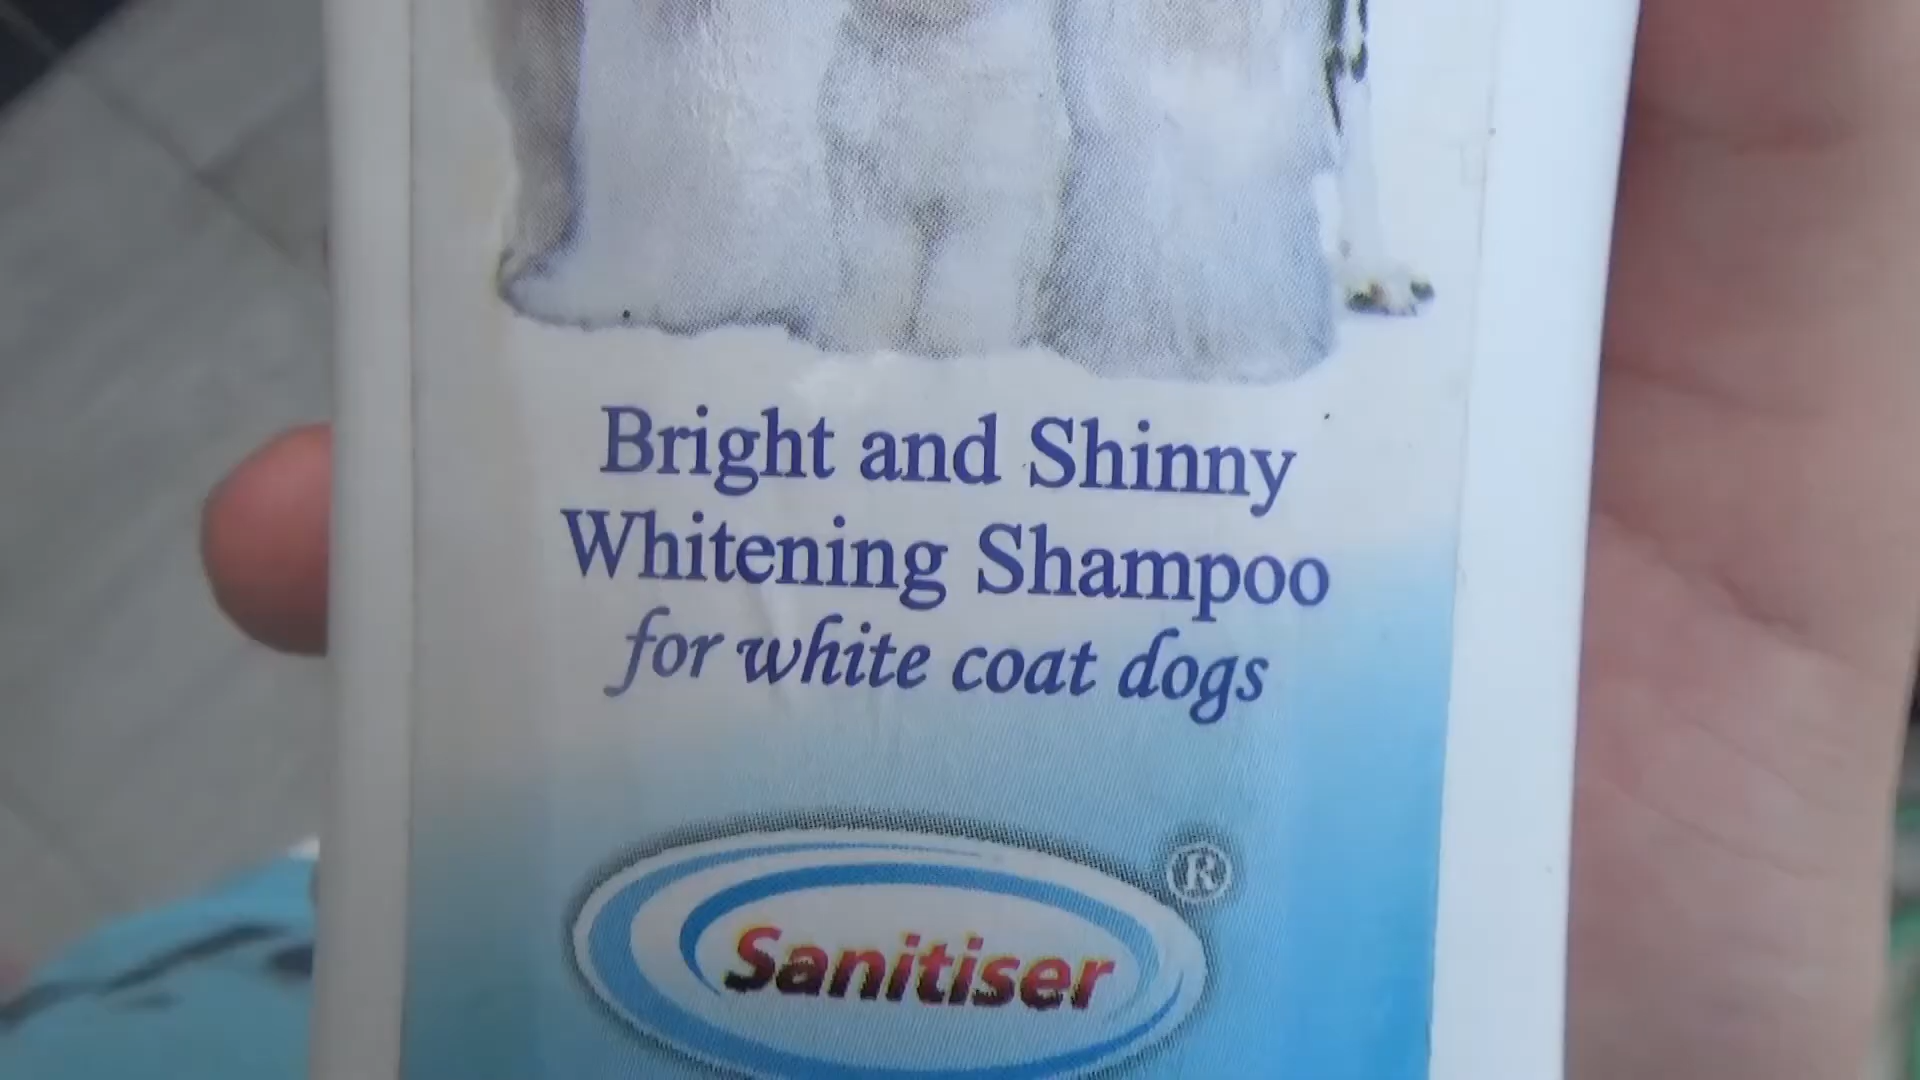 Bright and Shinny
Whitening Shampoo
for white coat dogs
Sanitiser ®